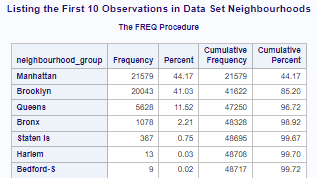 Listing the First 10 Observations in Data Set Neighbourhoods
The FREQ Procedure
neighbourhood_group Frequency Percent Cumulative Frequency Cumulative Percent
Manhattan 21579 44.17 21579 44.17
Brooklyn 20043 41.03 41622 85.20
Queens 5628 11.52 47250 96.72
Bronx 1078 2.21 48328 98.92
Staten Is 367 0.75 48695 99.67
Harlem 13 0.03 48708 99.70
Bedford-S 9 0.02 48717 99.72